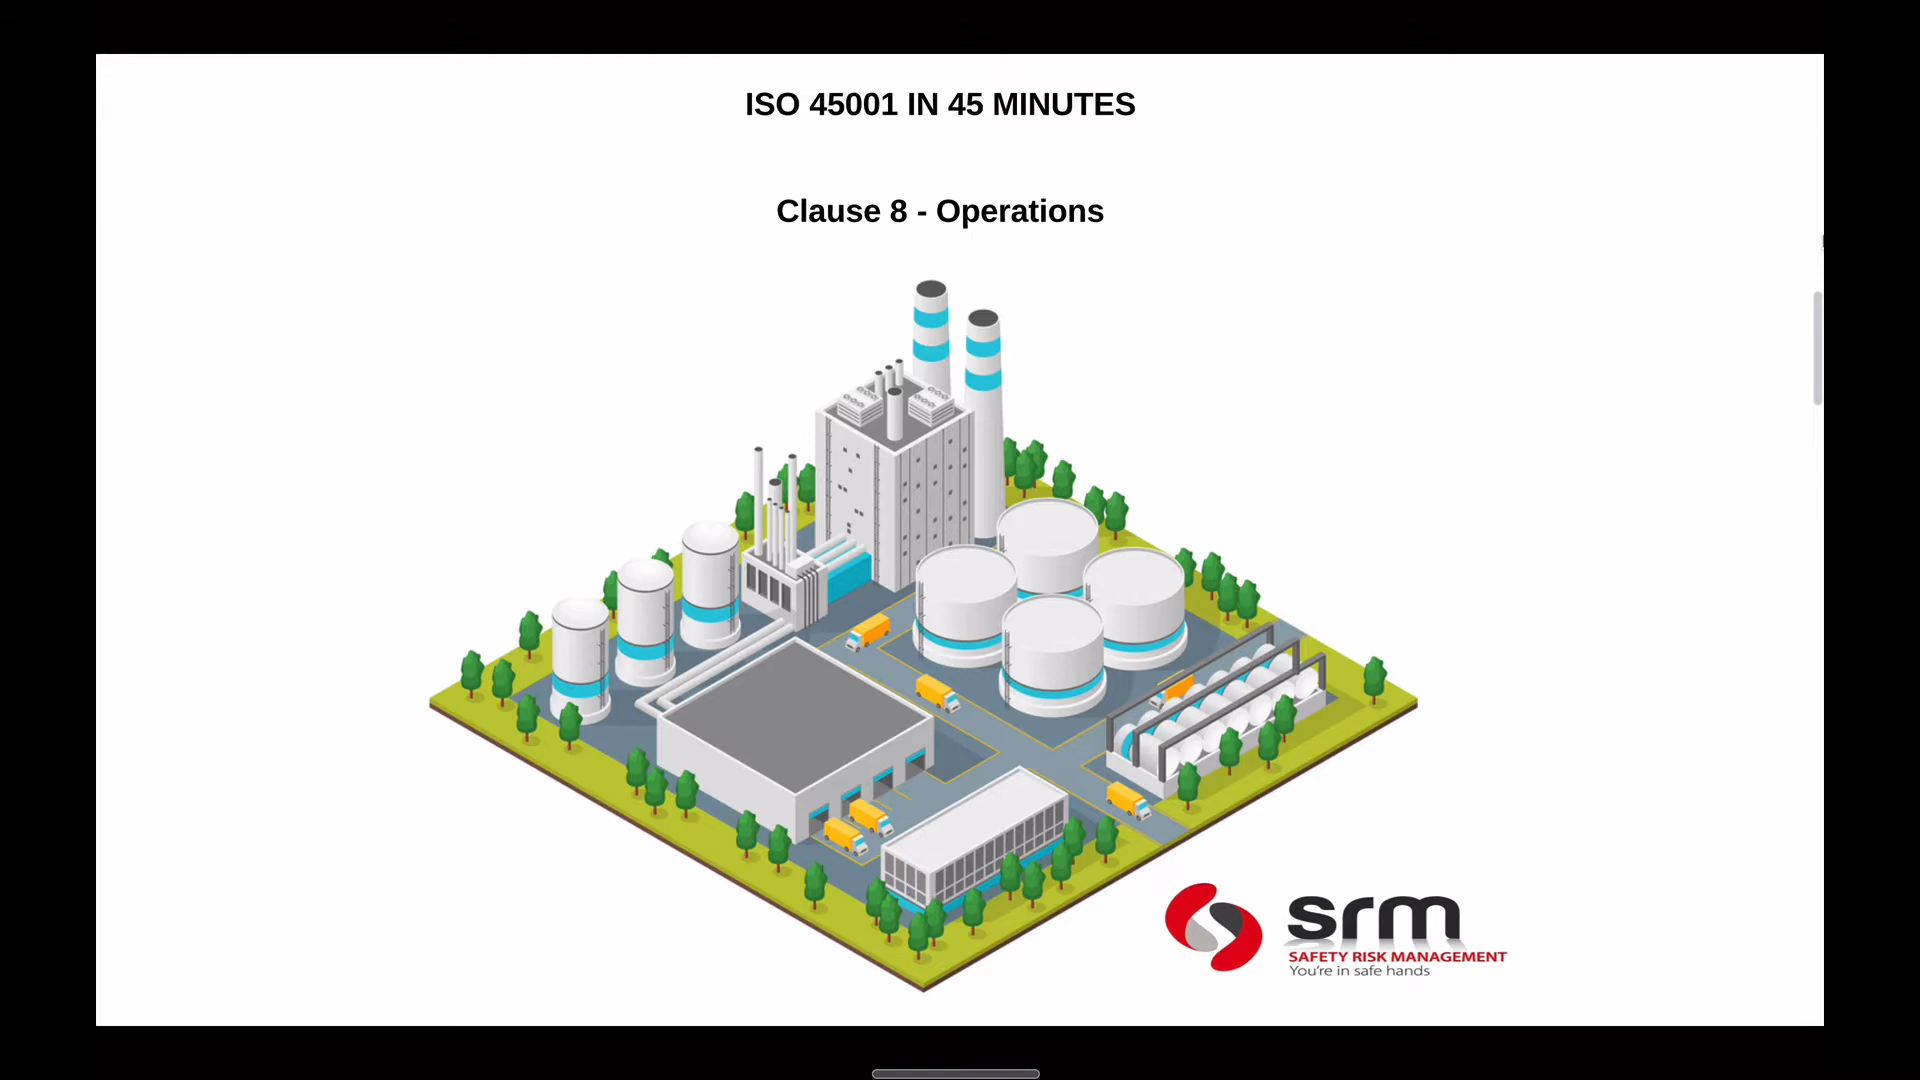 ISO 45001 IN 45 MINUTES
Clause 8 - Operations
srm
SAFETY RISK MANAGEMENT
You're in safe hands